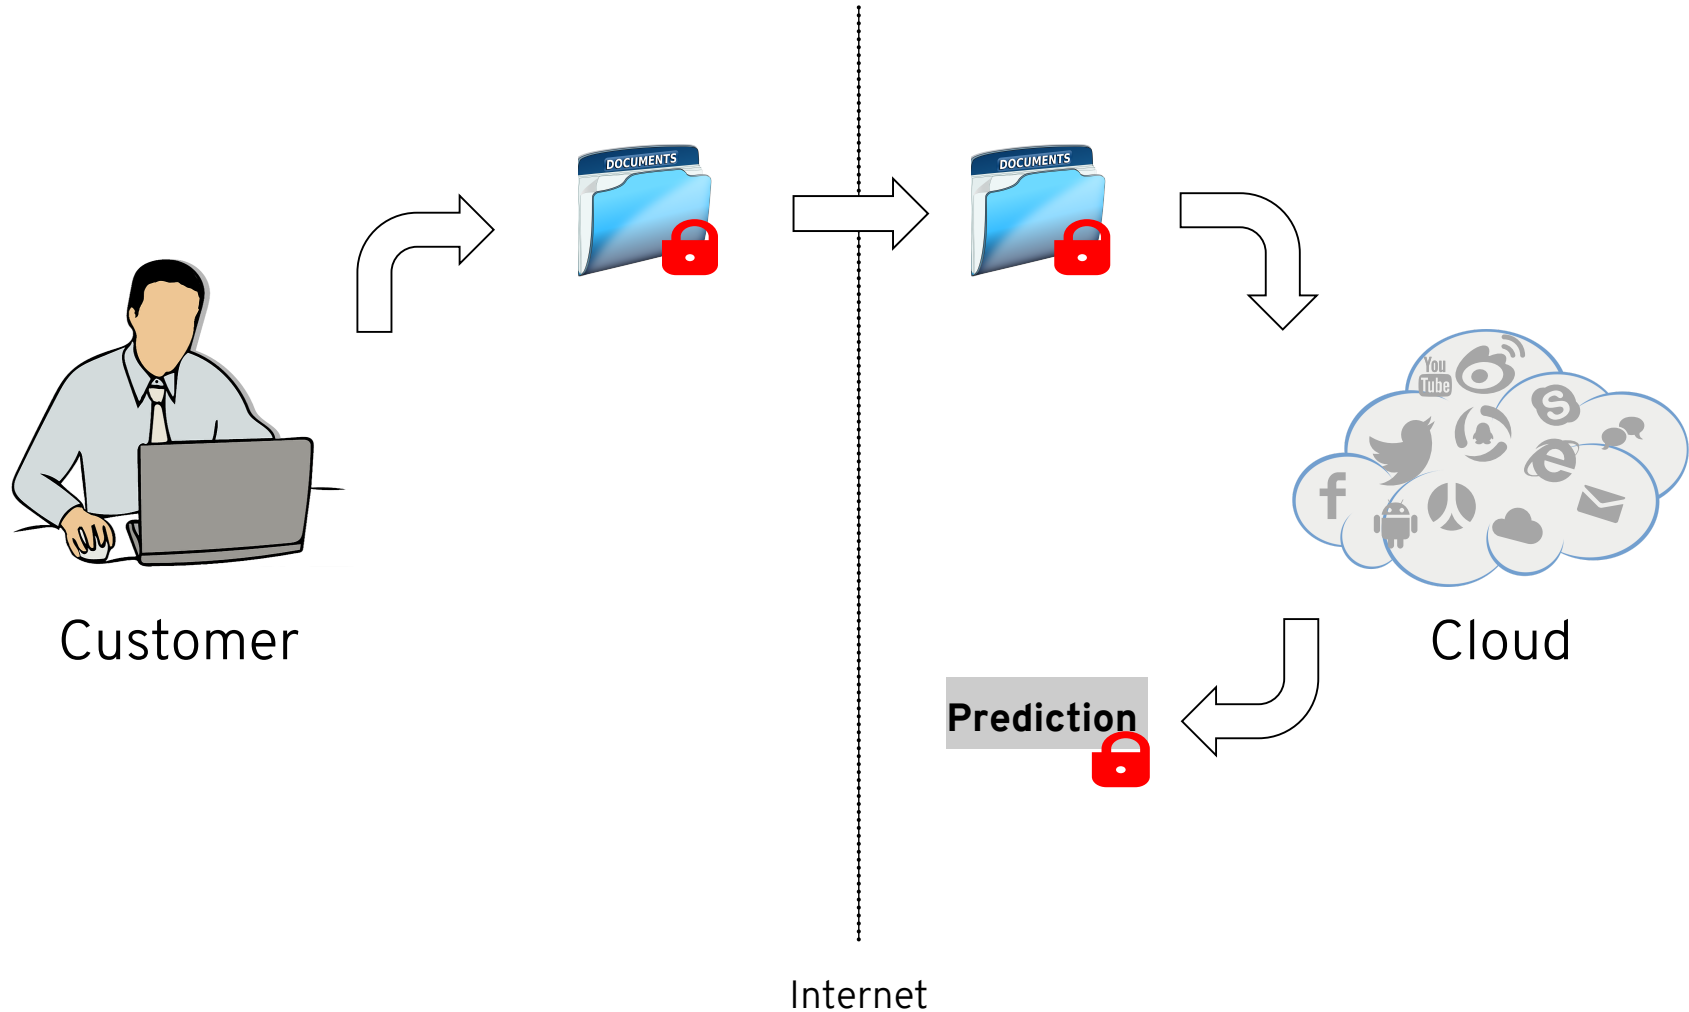 DOCUMENTS
DOCUMENTS
You
Tube
Customer
Cloud
Prediction
Internet